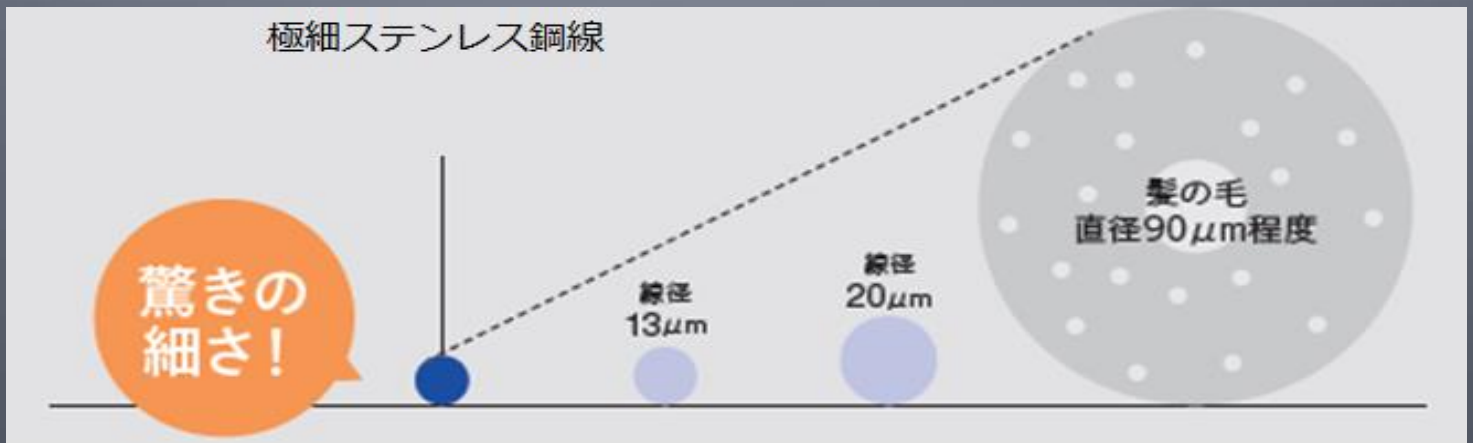 極細ステンレス鋼線
驚きの
細さ!
線径
13μm
線径
20μm
髪の毛
直径90μm程度